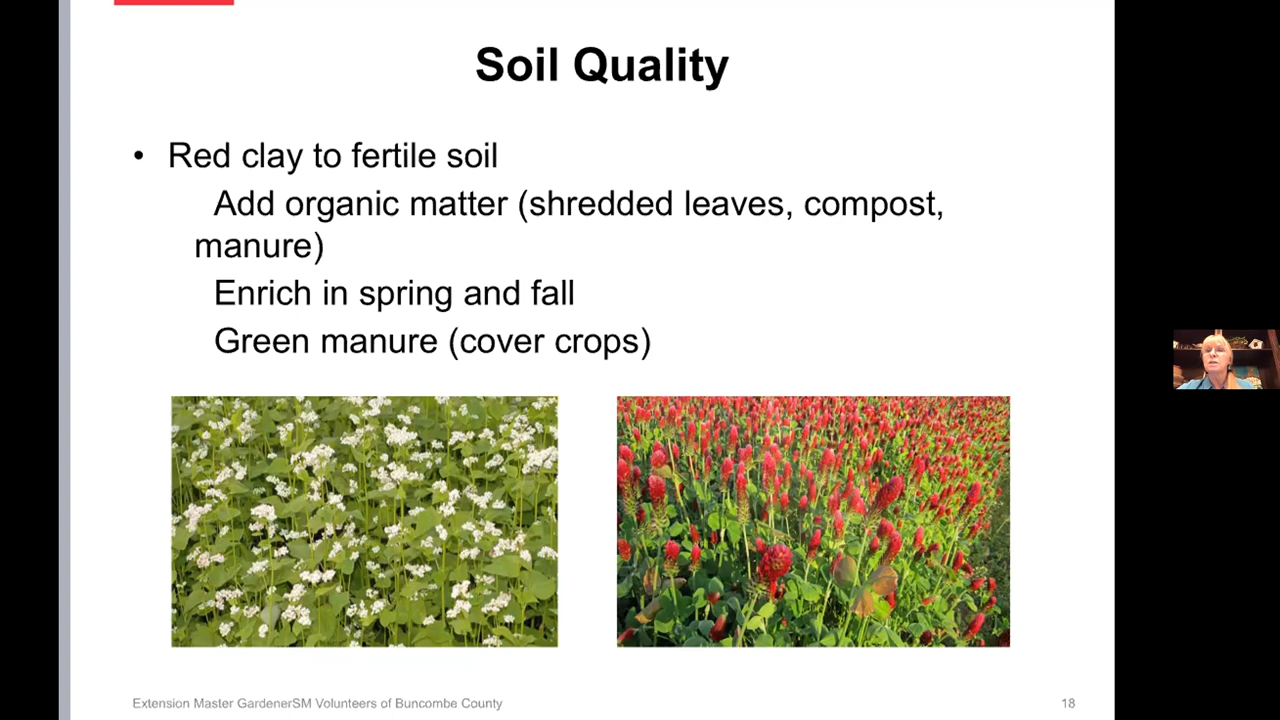 Soil Quality
• Red clay to fertile soil
Add organic matter (shredded leaves, compost,
manure)
Enrich in spring and fall
Green manure (cover crops)
Extension Master GardenerSM Volunteers of Buncombe County
18